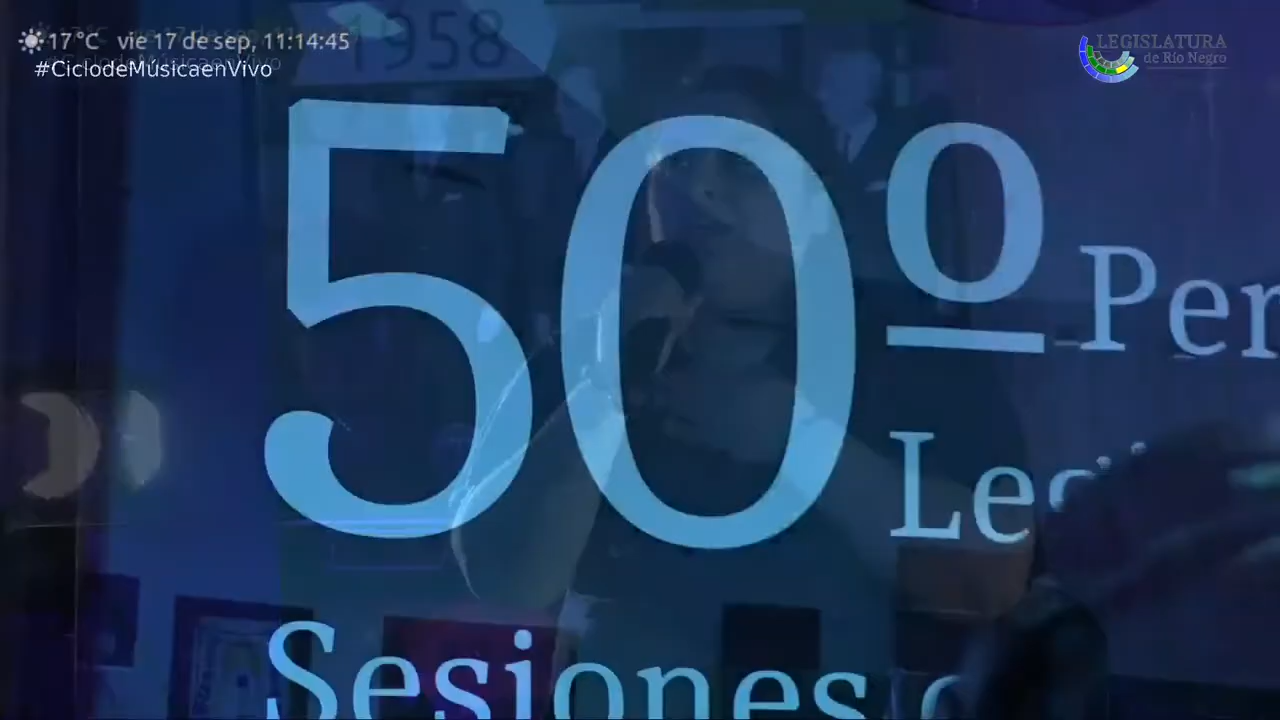 17°C vie 17 de sep, 11:14:45
#CiclodeMúsicaenVivo
LEGISLATURA
de Río Negro
1958
50º Per
Le
Sesiones